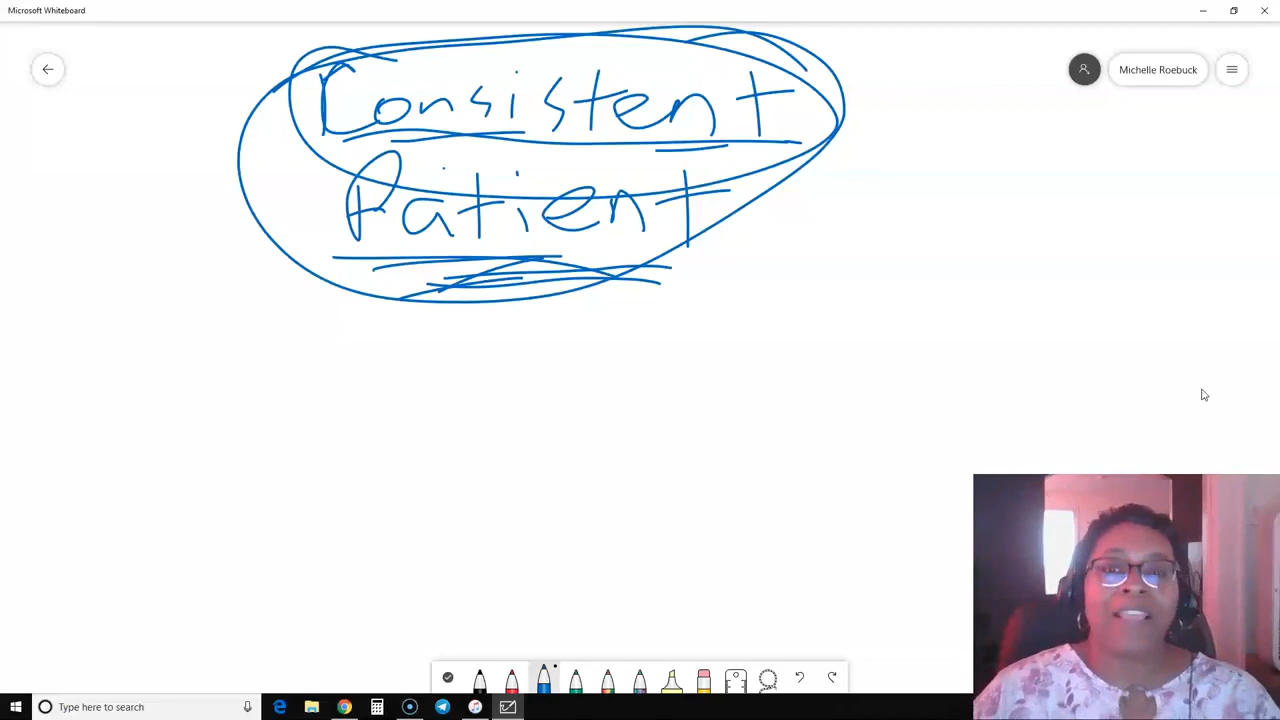 Microsoft Whiteboard
Michelle Roebuck
Consistent
Patient
Type here to search